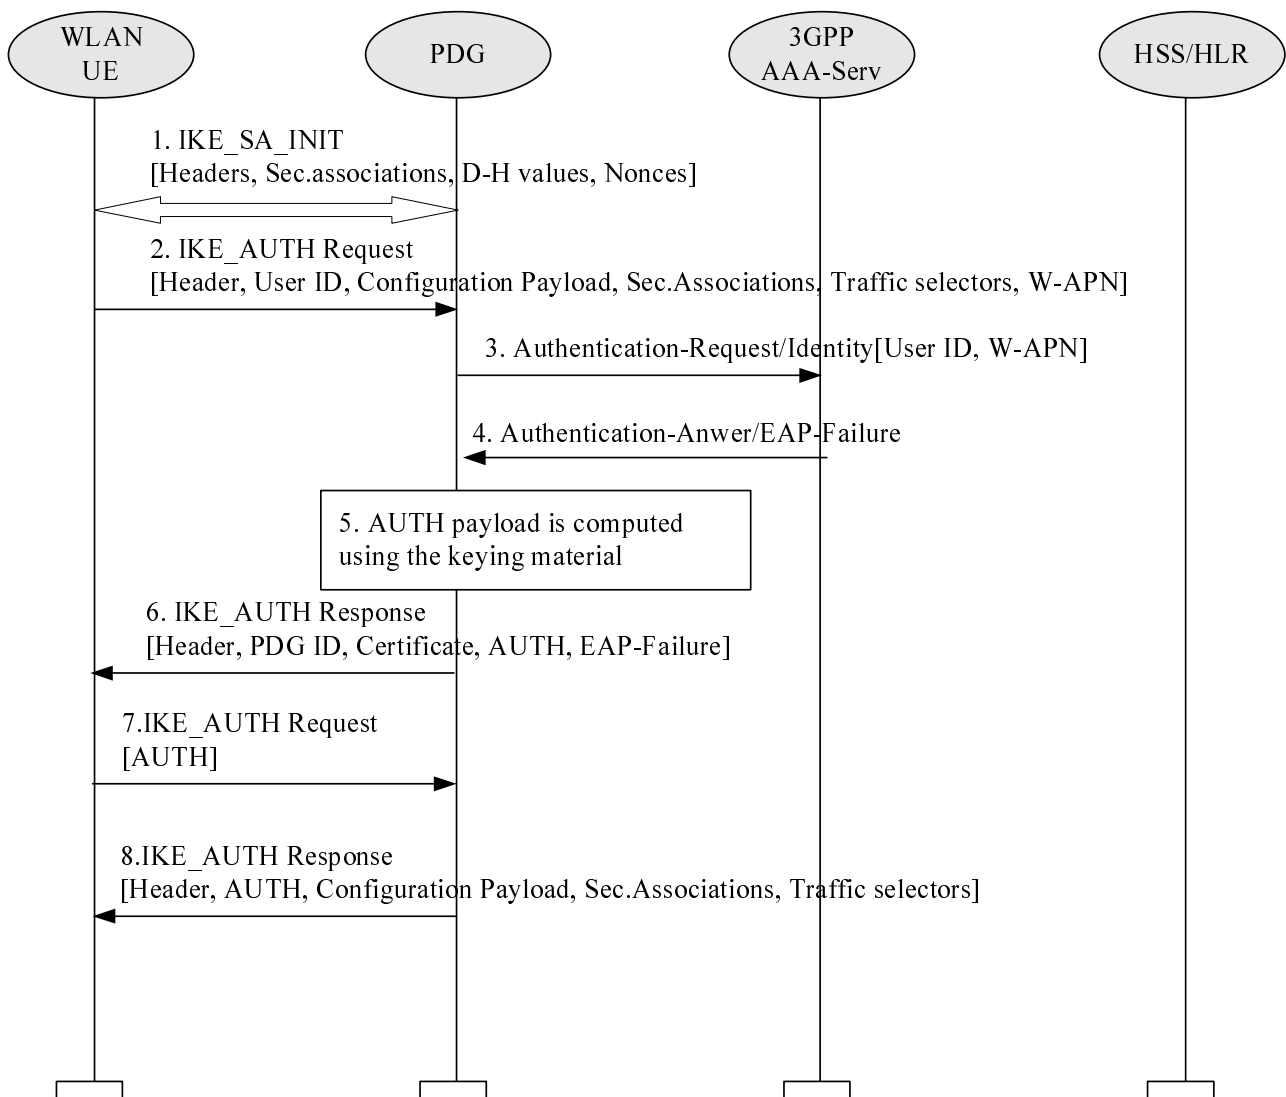 WLAN
UE
PDG
3GPP
AAA-Serv
HSS/HLR
1. IKE_SA_INIT
[Headers, Sec.associations, D-H values, Nonces]
2. IKE_AUTH Request
[Header, User ID, Configuration Payload, Sec.Associations, Traffic selectors, W-APN]
3. Authentication-Request/Identity[User ID, W-APN]
4. Authentication-Anwer/EAP-Failure
5. AUTH payload is computed
using the keying material
6. IKE_AUTH Response
[Header, PDG ID, Certificate, AUTH, EAP-Failure]
7.IKE_AUTH Request
[AUTH]
8.IKE_AUTH Response
[Header, AUTH, Configuration Payload, Sec.Associations, Traffic selectors]